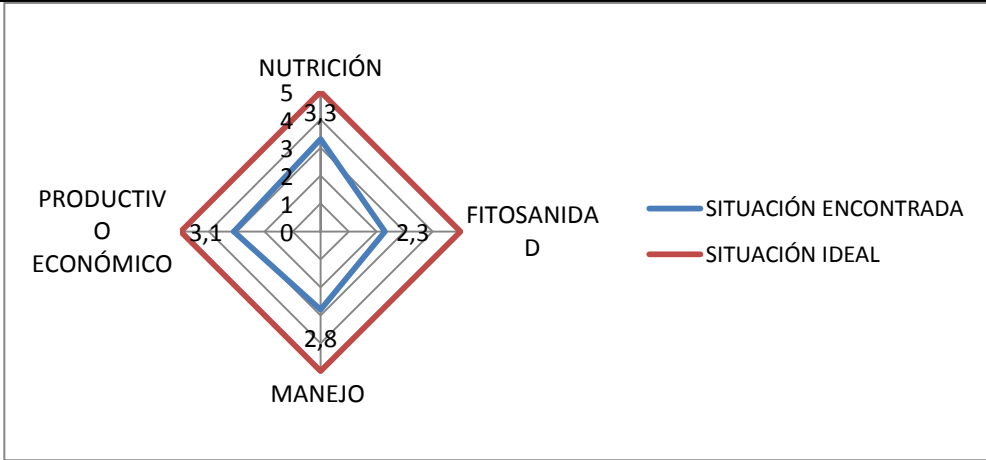 NUTRICIÓN
5
3,3
4
3
2
1
0
PRODUCTIV
O
ECONÓMICO
3,1
2,3
FITOSANIDA
D
2,8
MANEJO
SITUACIÓN ENCONTRADA
SITUACIÓN IDEAL